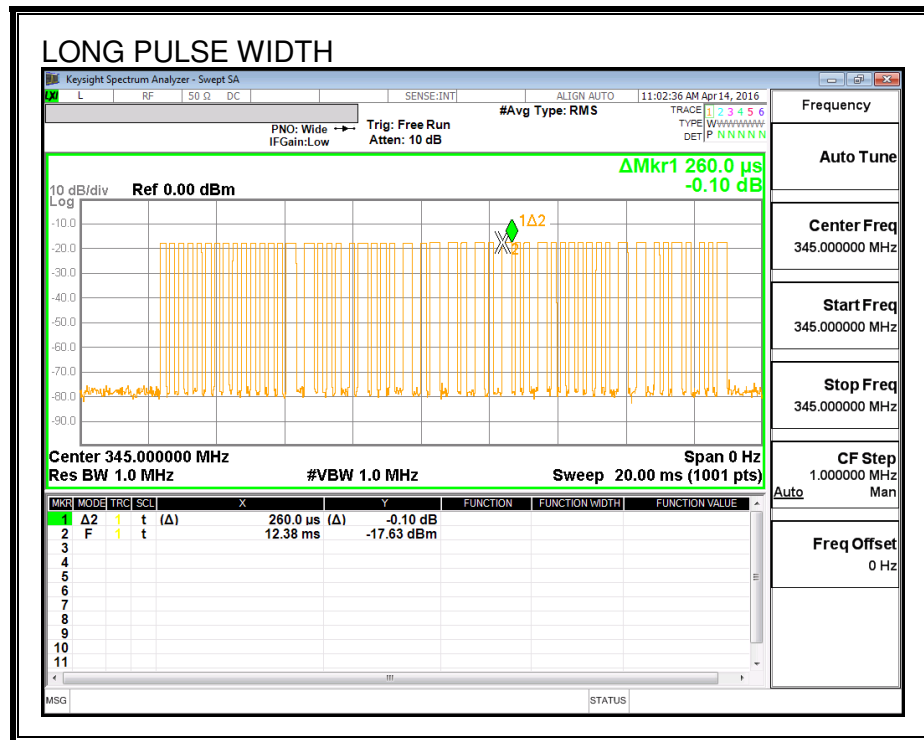 LONG PULSE WIDTH
Keysight Spectrum Analyzer - Swept SA
LXI L RF 50 Ω DC SENSE:INT ALIGN AUTO 11:02:36 AM Apr 14, 2016
Frequency
PNO: Wide
IFGain:Low
Trig: Free Run
Atten: 10 dB
#Avg Type: RMS
TRACE 1 2 3 4 5 6
TYPE WWWWWWW
DET P N N N N N
Auto Tune
ΔMkr1 260.0 µs
-0.10 dB
10 dB/div Ref 0.00 dBm
Log
-10.0
-20.0
-30.0
-40.0
-50.0
-60.0
-70.0
-80.0
-90.0
1Δ2
2
Center Freq
345.000000 MHz
Start Freq
345.000000 MHz
Stop Freq
345.000000 MHz
Center 345.000000 MHz Span 0 Hz
Res BW 1.0 MHz #VBW 1.0 MHz Sweep 20.00 ms (1001 pts)
CF Step
1.000000 MHz
Auto Man
MKR MODE TRC SCL X Y FUNCTION FUNCTION WIDTH FUNCTION VALUE
1 Δ2 1 t (Δ) 260.0 µs (Δ) -0.10 dB
2 F 1 t 12.38 ms -17.63 dBm
3
4
5
6
7
8
9
10
11
Freq Offset
0 Hz
MSG STATUS